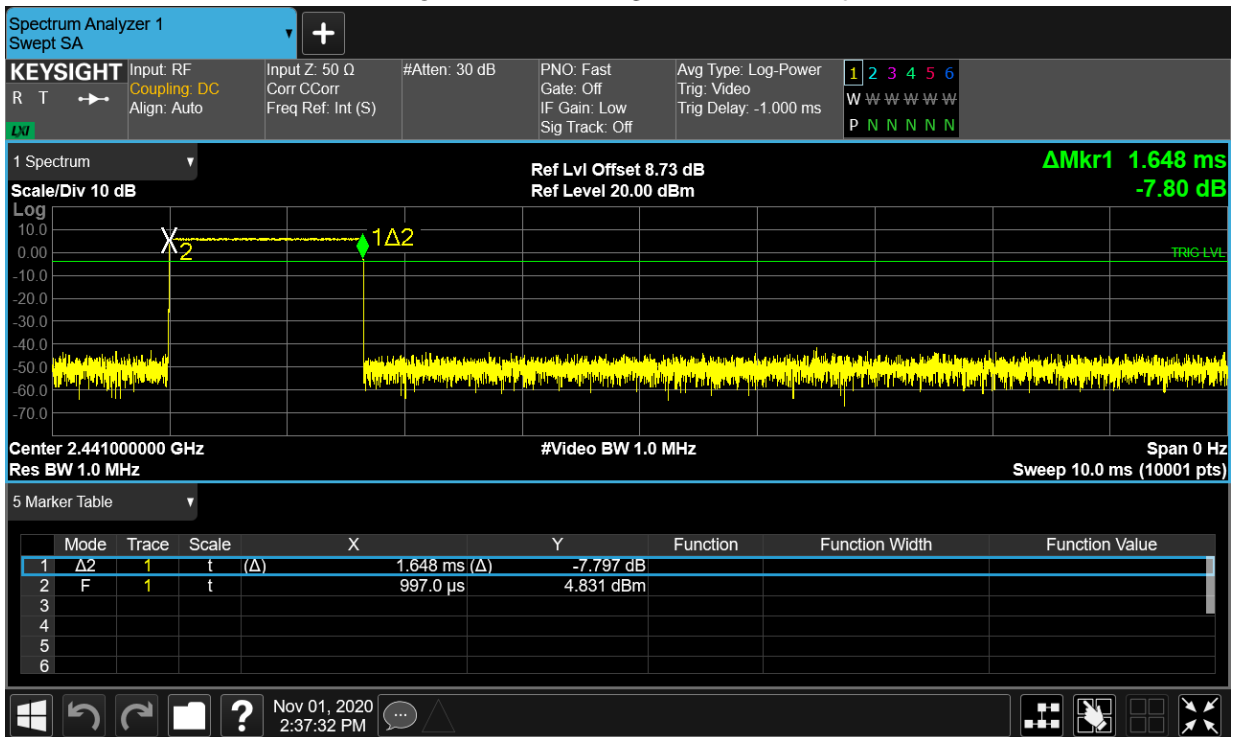 Spectrum Analyzer 1
Swept SA
+
KEYSIGHT Input: RF Input Z: 50 Ω #Atten: 30 dB PNO: Fast Avg Type: Log-Power 1 2 3 4 5 6
R T Coupling: DC Corr CCorr Gate: Off Trig: Video W W W W W W
Align: Auto Freq Ref: Int (S) IF Gain: Low Trig Delay: -1.000 ms
LXI Sig Track: Off P N N N N N
1 Spectrum Ref Lvl Offset 8.73 dB ΔMkr1 1.648 ms
Scale/Div 10 dB Ref Level 20.00 dBm -7.80 dB
Log
10.0 X 2 1Δ2
0.00 TRIG LVL
-10.0
-20.0
-30.0
-40.0
-50.0
-60.0
-70.0
Center 2.441000000 GHz #Video BW 1.0 MHz Span 0 Hz
Res BW 1.0 MHz Sweep 10.0 ms (10001 pts)
5 Marker Table
Mode Trace Scale X Y Function Function Width Function Value
1 Δ2 1 t (Δ) 1.648 ms (Δ) -7.797 dB
2 F 1 t 997.0 µs 4.831 dBm
3
4
5
6
? Nov 01, 2020
2:37:32 PM